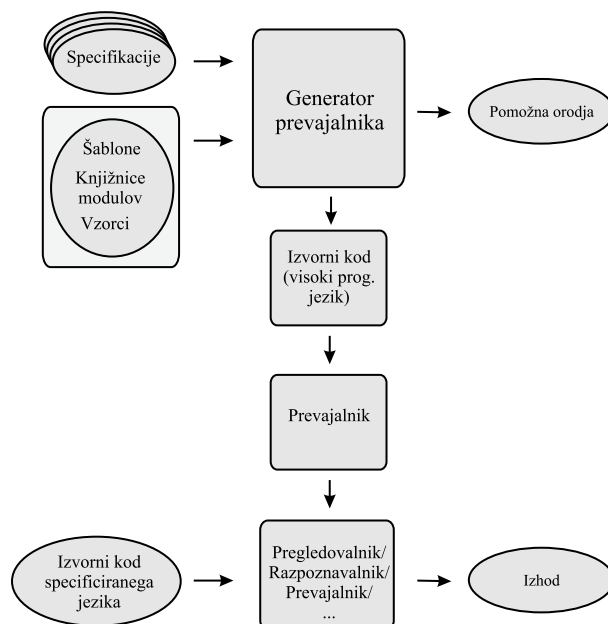 Specifikacije
Generator
prevajalnika
Pomožna orodja
Šablone
Knjižnice
modulov
Vzorci
Izvorni kod
(visoki prog.
jezik)
Prevajalnik
Izvorni kod
specificiranega
jezika
Pregledovalnik/
Razpoznavalnik/
Prevajalnik/
...
Izhod